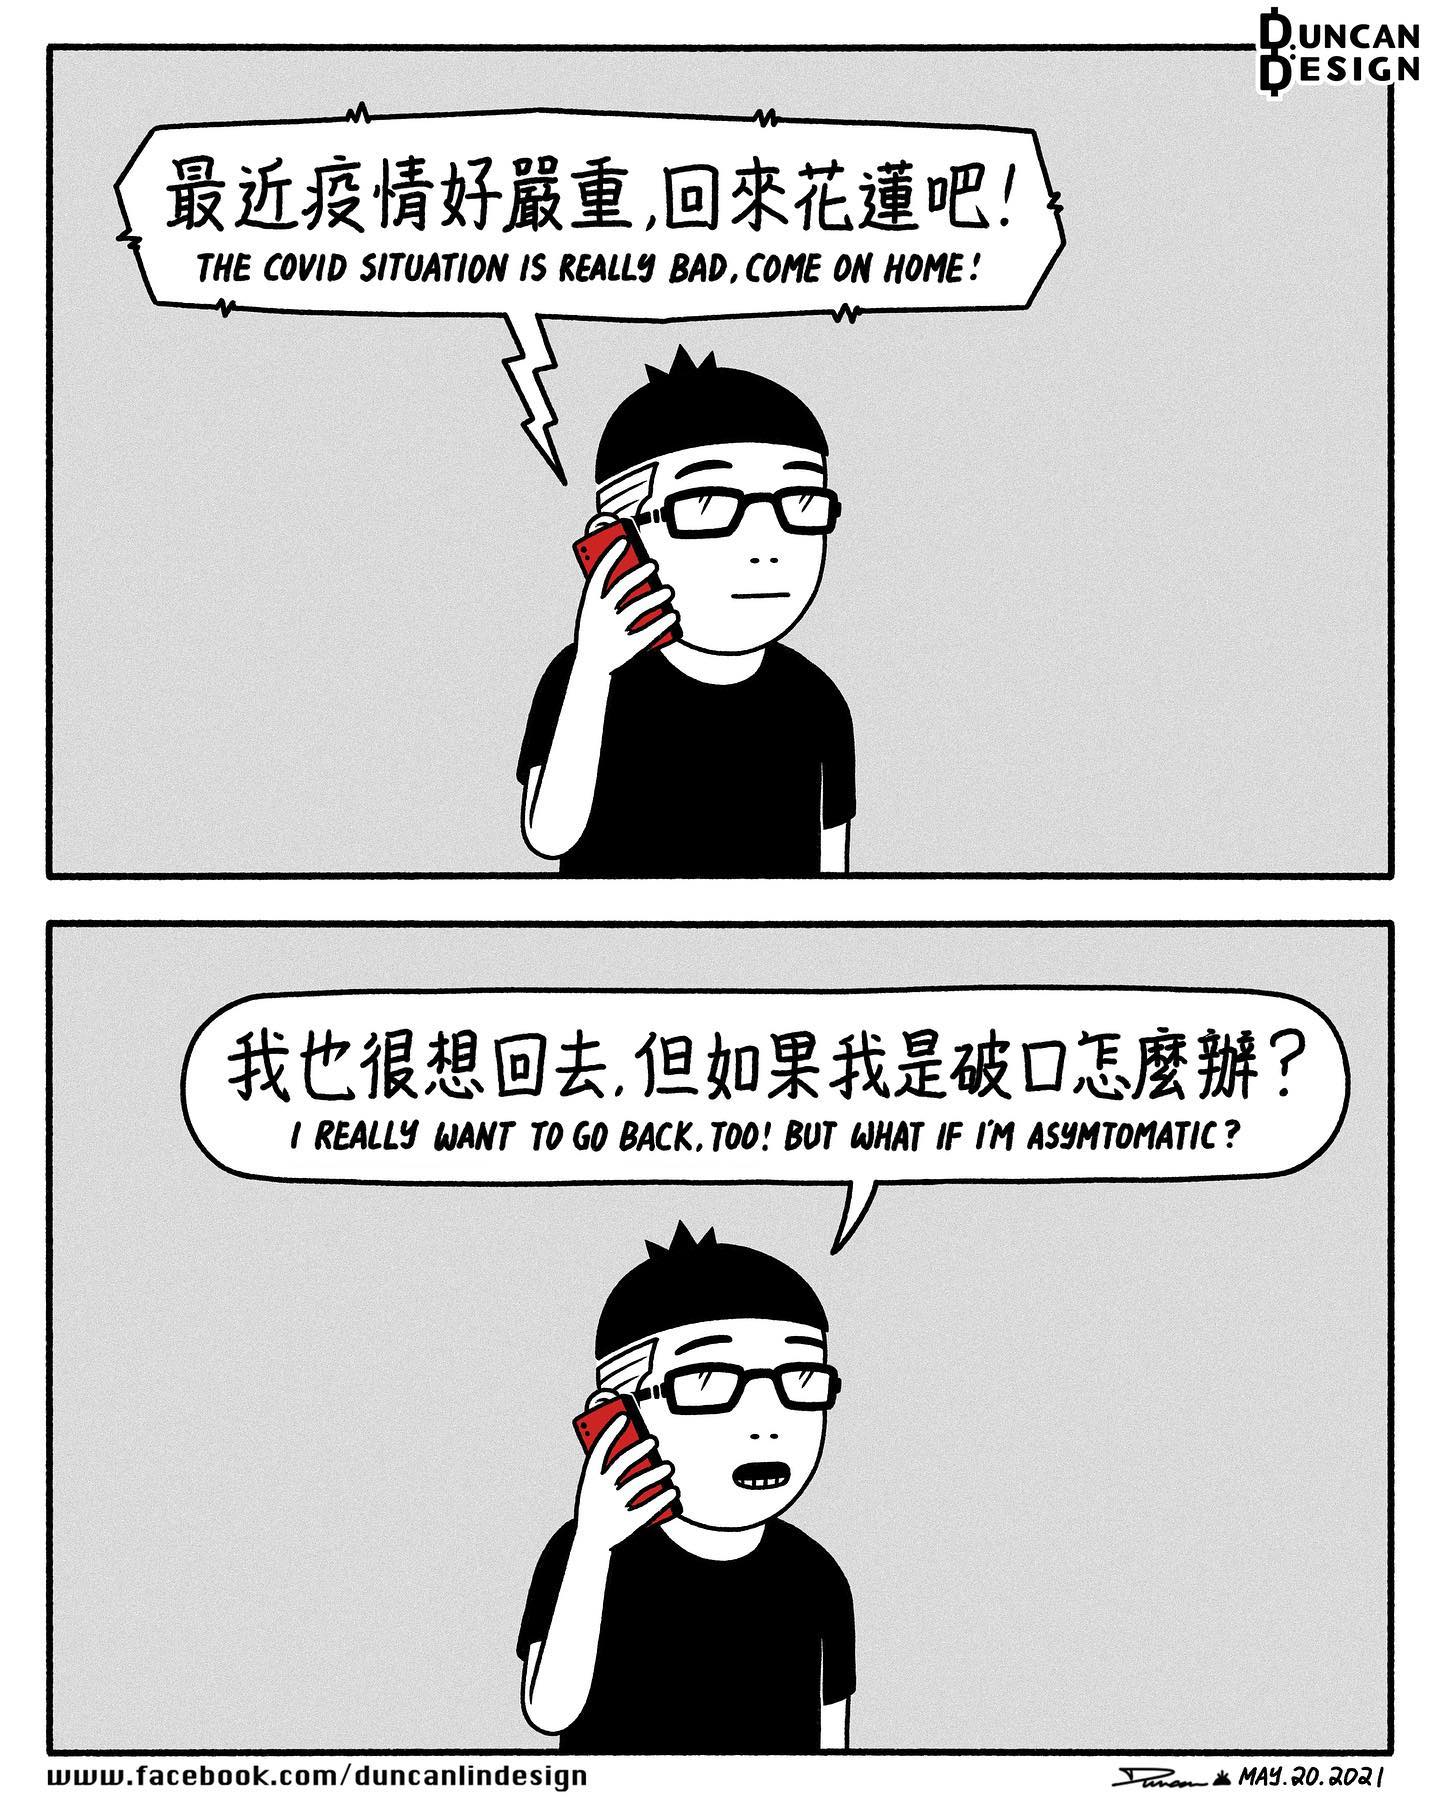 DUNCAN
DESIGN
最近疫情好嚴重,回來花蓮吧!
THE COVID SITUATION IS REALLY BAD, COME ON HOME!
我也很想回去,但如果我是破口怎麼辦?
I REALLY WANT TO GO BACK, TOO! BUT WHAT IF I'M ASYMTOMATIC?
www.facebook.com/duncanlindesign
Duncan MAY.20.2021